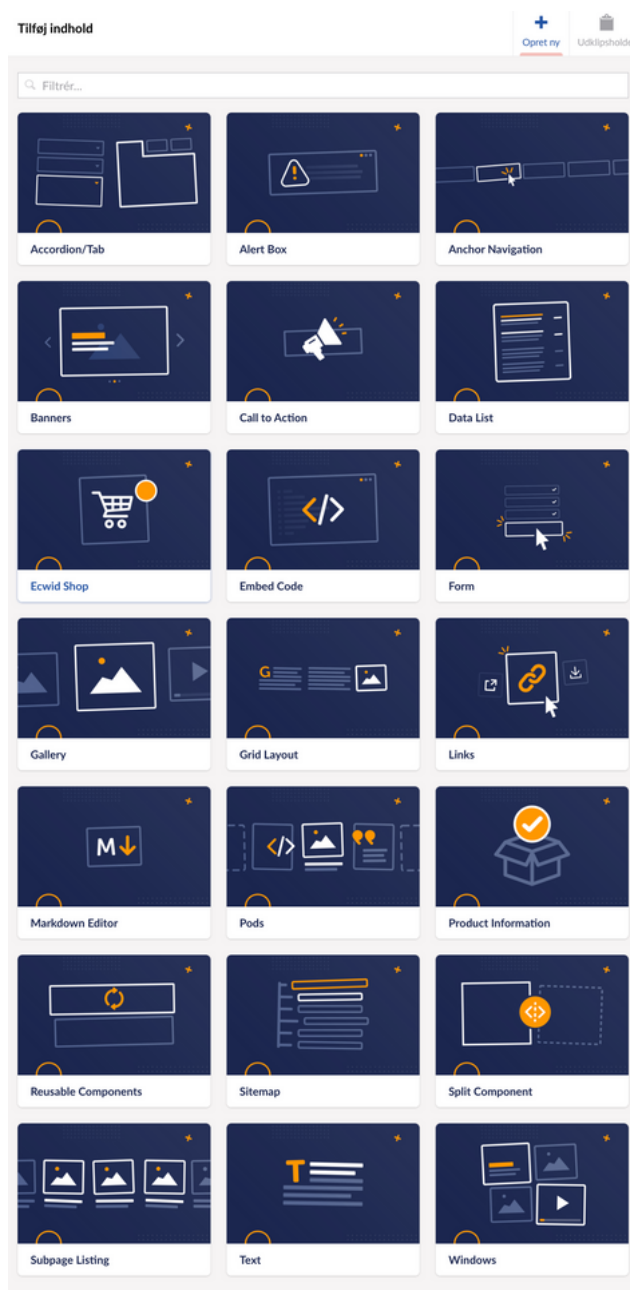 Tilføj indhold
Opret ny
Udklipsholde
Filtrér...
Accordion/Tab
Alert Box
Anchor Navigation
Banners
Call to Action
Data List
Ecwid Shop
Embed Code
Form
G
Gallery
Grid Layout
Links
M
Markdown Editor
Pods
Product Information
Reusable Components
Sitemap
Split Component
T
Subpage Listing
Text
Windows